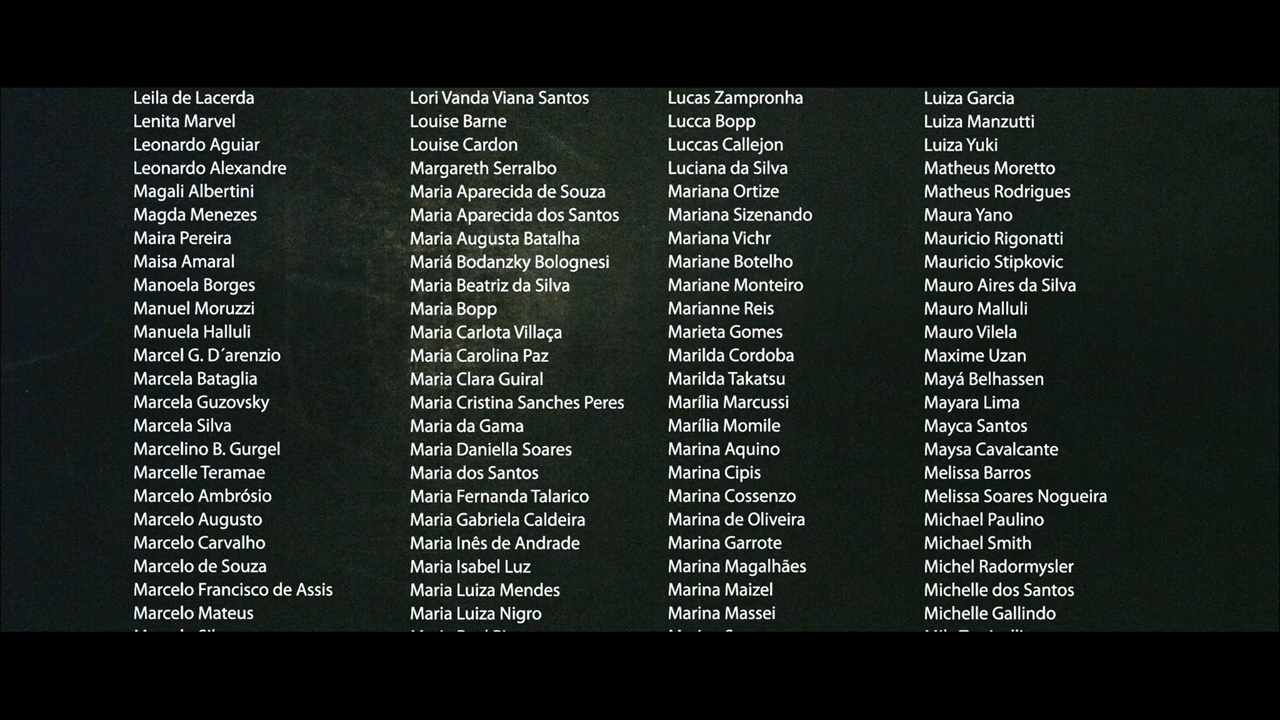 Leila de Lacerda
Lenita Marvel
Leonardo Aguiar
Leonardo Alexandre
Magali Albertini
Magda Menezes
Maira Pereira
Maisa Amaral
Manoela Borges
Manuel Moruzzi
Manuela Halluli
Marcel G. D´arenzio
Marcela Bataglia
Marcela Guzovsky
Marcela Silva
Marcelino B. Gurgel
Marcelle Teramae
Marcelo Ambrósio
Marcelo Augusto
Marcelo Carvalho
Marcelo de Souza
Marcelo Francisco de Assis
Marcelo Mateus
Lori Vanda Viana Santos
Louise Barne
Louise Cardon
Margareth Serralbo
Maria Aparecida de Souza
Maria Aparecida dos Santos
Maria Augusta Batalha
Mariá Bodanzky Bolognesi
Maria Beatriz da Silva
Maria Bopp
Maria Carlota Villaça
Maria Carolina Paz
Maria Clara Guiral
Maria Cristina Sanches Peres
Maria da Gama
Maria Daniella Soares
Maria dos Santos
Maria Fernanda Talarico
Maria Gabriela Caldeira
Maria Inês de Andrade
Maria Isabel Luz
Maria Luiza Mendes
Maria Luiza Nigro
Lucas Zampronha
Lucca Bopp
Luccas Callejon
Luciana da Silva
Mariana Ortize
Mariana Sizenando
Mariana Vichr
Mariane Botelho
Mariane Monteiro
Marianne Reis
Marieta Gomes
Marilda Cordoba
Marilda Takatsu
Marília Marcussi
Marília Momile
Marina Aquino
Marina Cipis
Marina Cossenzo
Marina de Oliveira
Marina Garrote
Marina Magalhães
Marina Maizel
Marina Massei
Luiza Garcia
Luiza Manzutti
Luiza Yuki
Matheus Moretto
Matheus Rodrigues
Maura Yano
Mauricio Rigonatti
Mauricio Stipkovic
Mauro Aires da Silva
Mauro Malluli
Mauro Vilela
Maxime Uzan
Mayá Belhassen
Mayara Lima
Mayca Santos
Maysa Cavalcante
Melissa Barros
Melissa Soares Nogueira
Michael Paulino
Michael Smith
Michel Radormysler
Michelle dos Santos
Michelle Gallindo